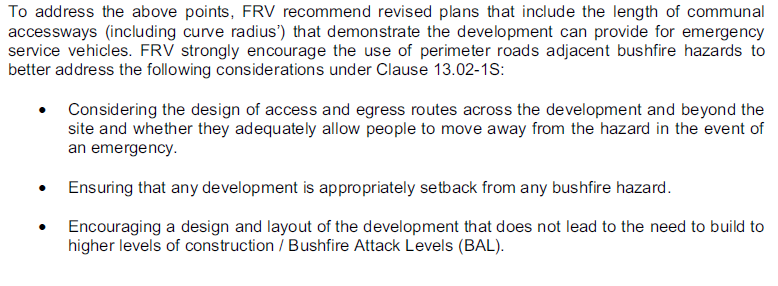 To address the above points, FRV recommend revised plans that include the length of communal
accessways (including curve radius’) that demonstrate the development can provide for emergency
service vehicles. FRV strongly encourage the use of perimeter roads adjacent bushfire hazards to
better address the following considerations under Clause 13.02-1S:
• Considering the design of access and egress routes across the development and beyond the
site and whether they adequately allow people to move away from the hazard in the event of
an emergency.
• Ensuring that any development is appropriately setback from any bushfire hazard.
• Encouraging a design and layout of the development that does not lead to the need to build to
higher levels of construction / Bushfire Attack Levels (BAL).